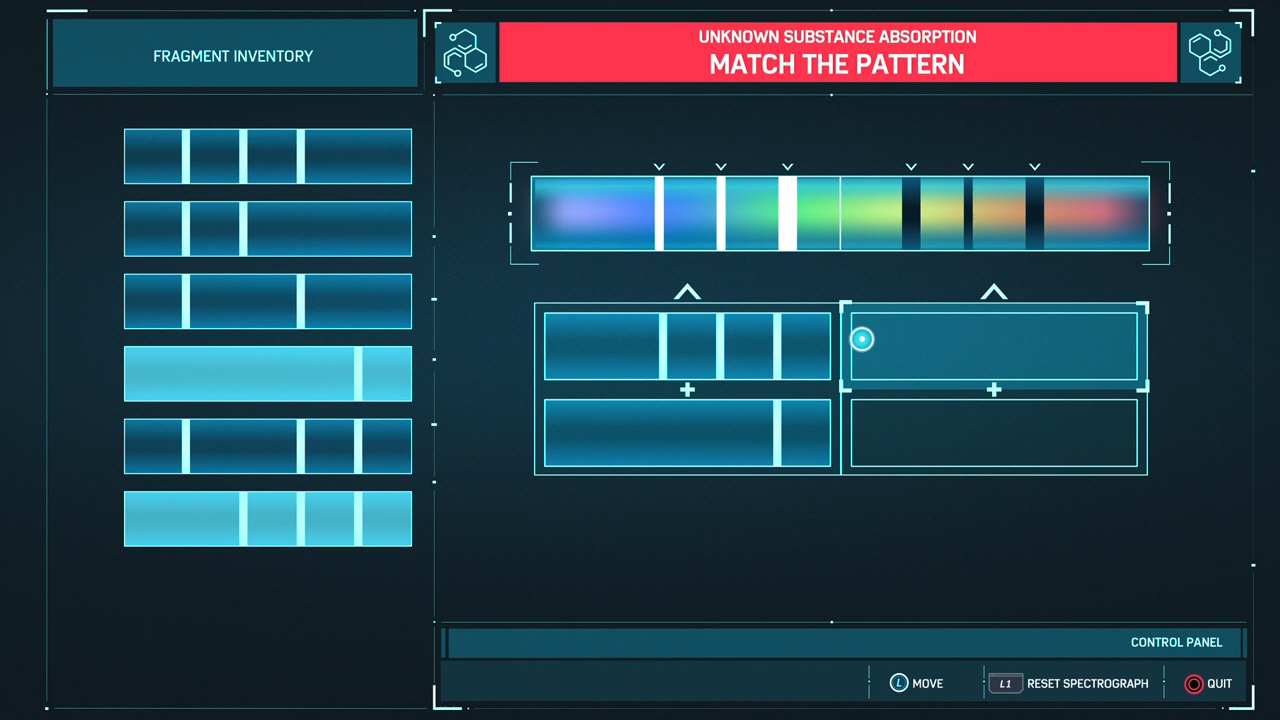 FRAGMENT INVENTORY
UNKNOWN SUBSTANCE ABSORPTION
MATCH THE PATTERN
CONTROL PANEL
L MOVE
L1 RESET SPECTROGRAPH
QUIT